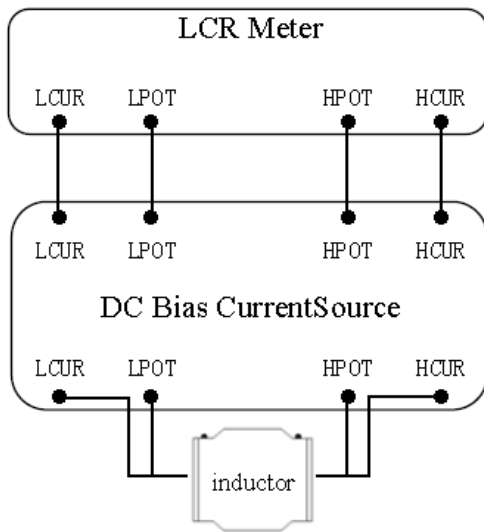 LCR Meter
LCUR LPOT HPOT HCUR
LCUR LPOT HPOT HCUR
DC Bias CurrentSource
LCUR LPOT HPOT HCUR
inductor